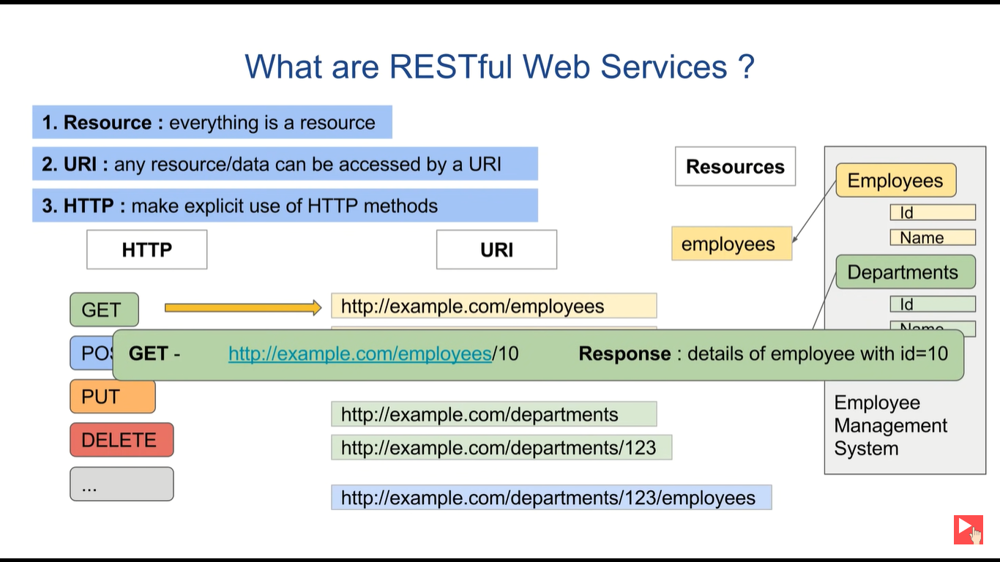 What are RESTful Web Services ?
1. Resource : everything is a resource
2. URI : any resource/data can be accessed by a URI
3. HTTP : make explicit use of HTTP methods
HTTP
URI
Resources
employees
Employees
Id
Name
Departments
Id
Name
Employee
Management
System
GET
http://example.com/employees
GET - http://example.com/employees/10 Response : details of employee with id=10
PUT
DELETE
...
http://example.com/departments
http://example.com/departments/123
http://example.com/departments/123/employees